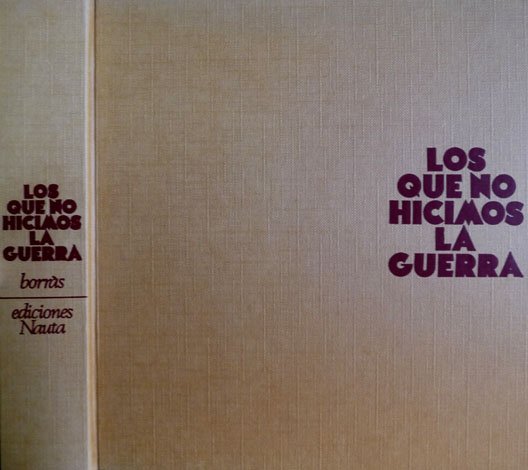 LOS
QUE NO
HICIMOS
LA
GUERRA
borràs
ediciones
Nauta
LOS
QUE NO
HICIMOS
LA
GUERRA